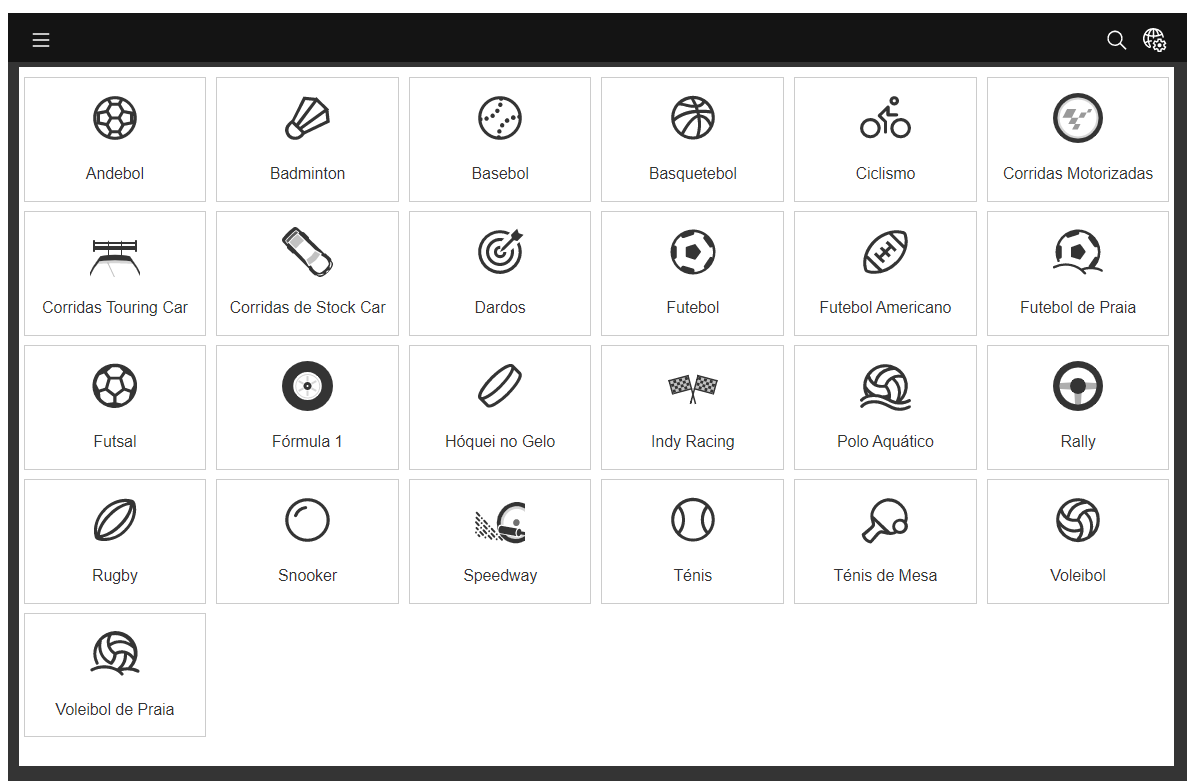 Andebol
Badminton
Basebol
Basquetebol
Ciclismo
Corridas Motorizadas
Corridas Touring Car
Corridas de Stock Car
Dardos
Futebol
Futebol Americano
Futebol de Praia
Futsal
Fórmula 1
Hóquei no Gelo
Indy Racing
Polo Aquático
Rally
Rugby
Snooker
Speedway
Ténis
Ténis de Mesa
Voleibol
Voleibol de Praia